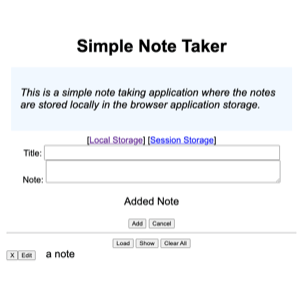 Simple Note Taker
This is a simple note taking application where the notes
are stored locally in the browser application storage.
[Local Storage] [Session Storage]
Title:
Note:
Added Note
Add Cancel
Load Show Clear All
X Edit a note